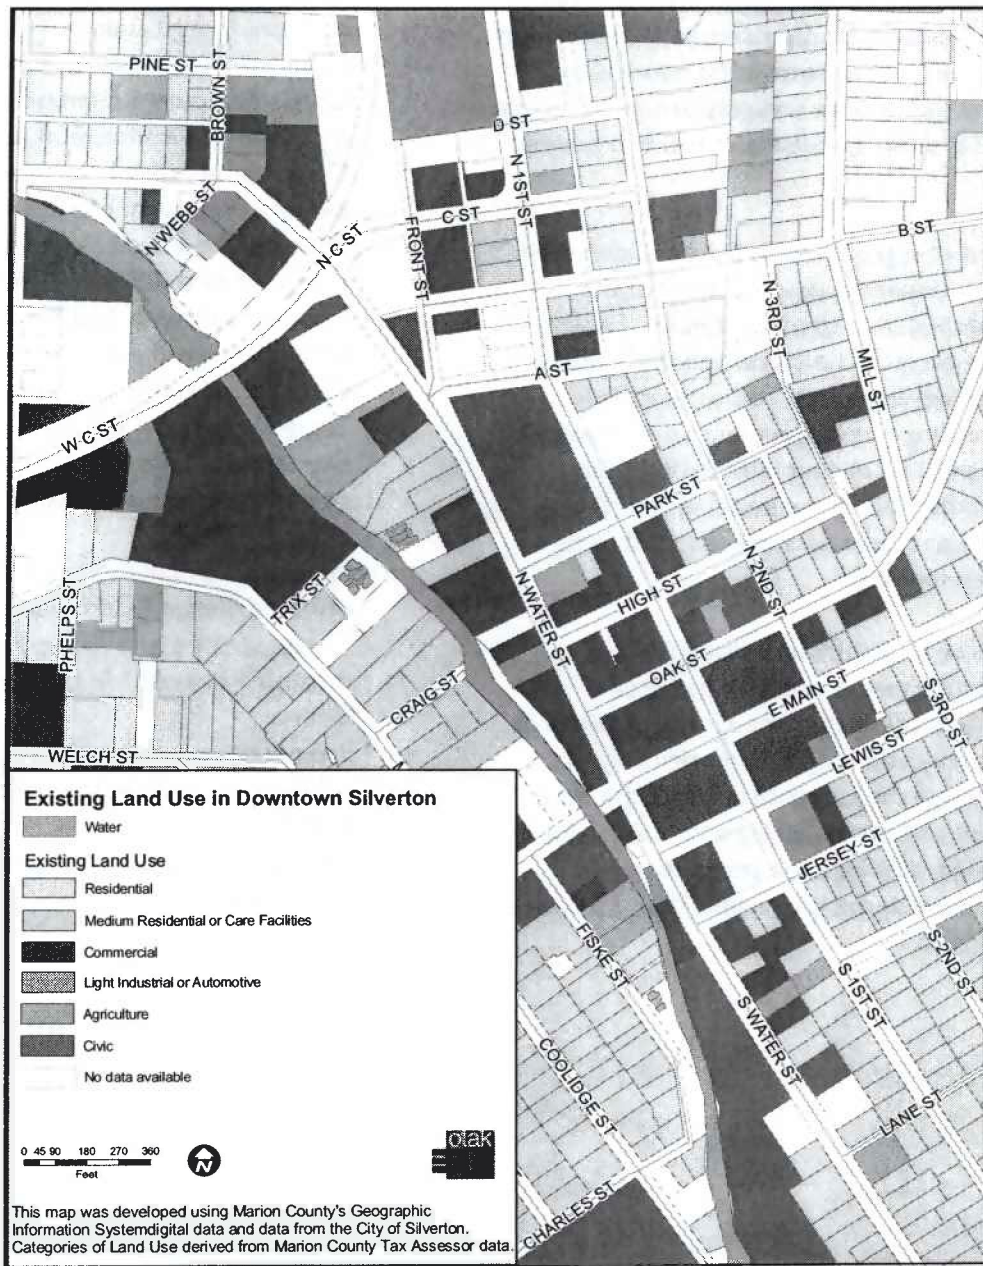 PINE ST
BROWN ST
D ST
N 1ST ST
N WEBB ST
C ST
N C ST
FRONT ST
B ST
N 3RD ST
MILL ST
A ST
W C ST
PARK ST
PHELPS ST
TRIX ST
N WATER ST
HIGH ST
N 2ND ST
OAK ST
CRAIG ST
E MAIN ST
S 3RD ST
LEWIS ST
WELCH ST
JERSEY ST
FISKE ST
S 2ND ST
S 1ST ST
S WATER ST
COOLIDGE ST
LANE ST
CHARLES ST
Existing Land Use in Downtown Silverton
Water
Existing Land Use
Residential
Medium Residential or Care Facilities
Commercial
Light Industrial or Automotive
Agriculture
Civic
No data available
0 45 90 180 270 360
Feet
N
otak
This map was developed using Marion County's Geographic
Information Systemdigital data and data from the City of Silverton.
Categories of Land Use derived from Marion County Tax Assessor data.